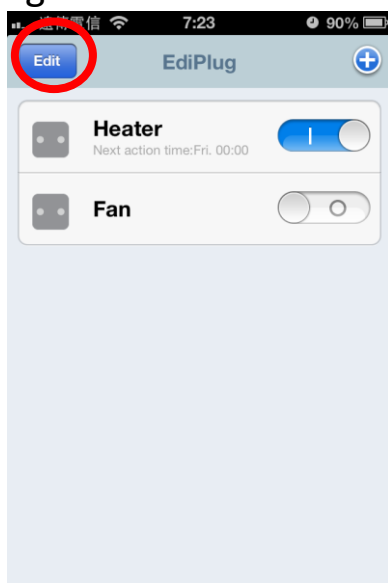 遠傳電信 7:23 90%
Edit EdiPlug
Heater
Next action time:Fri. 00:00
Fan